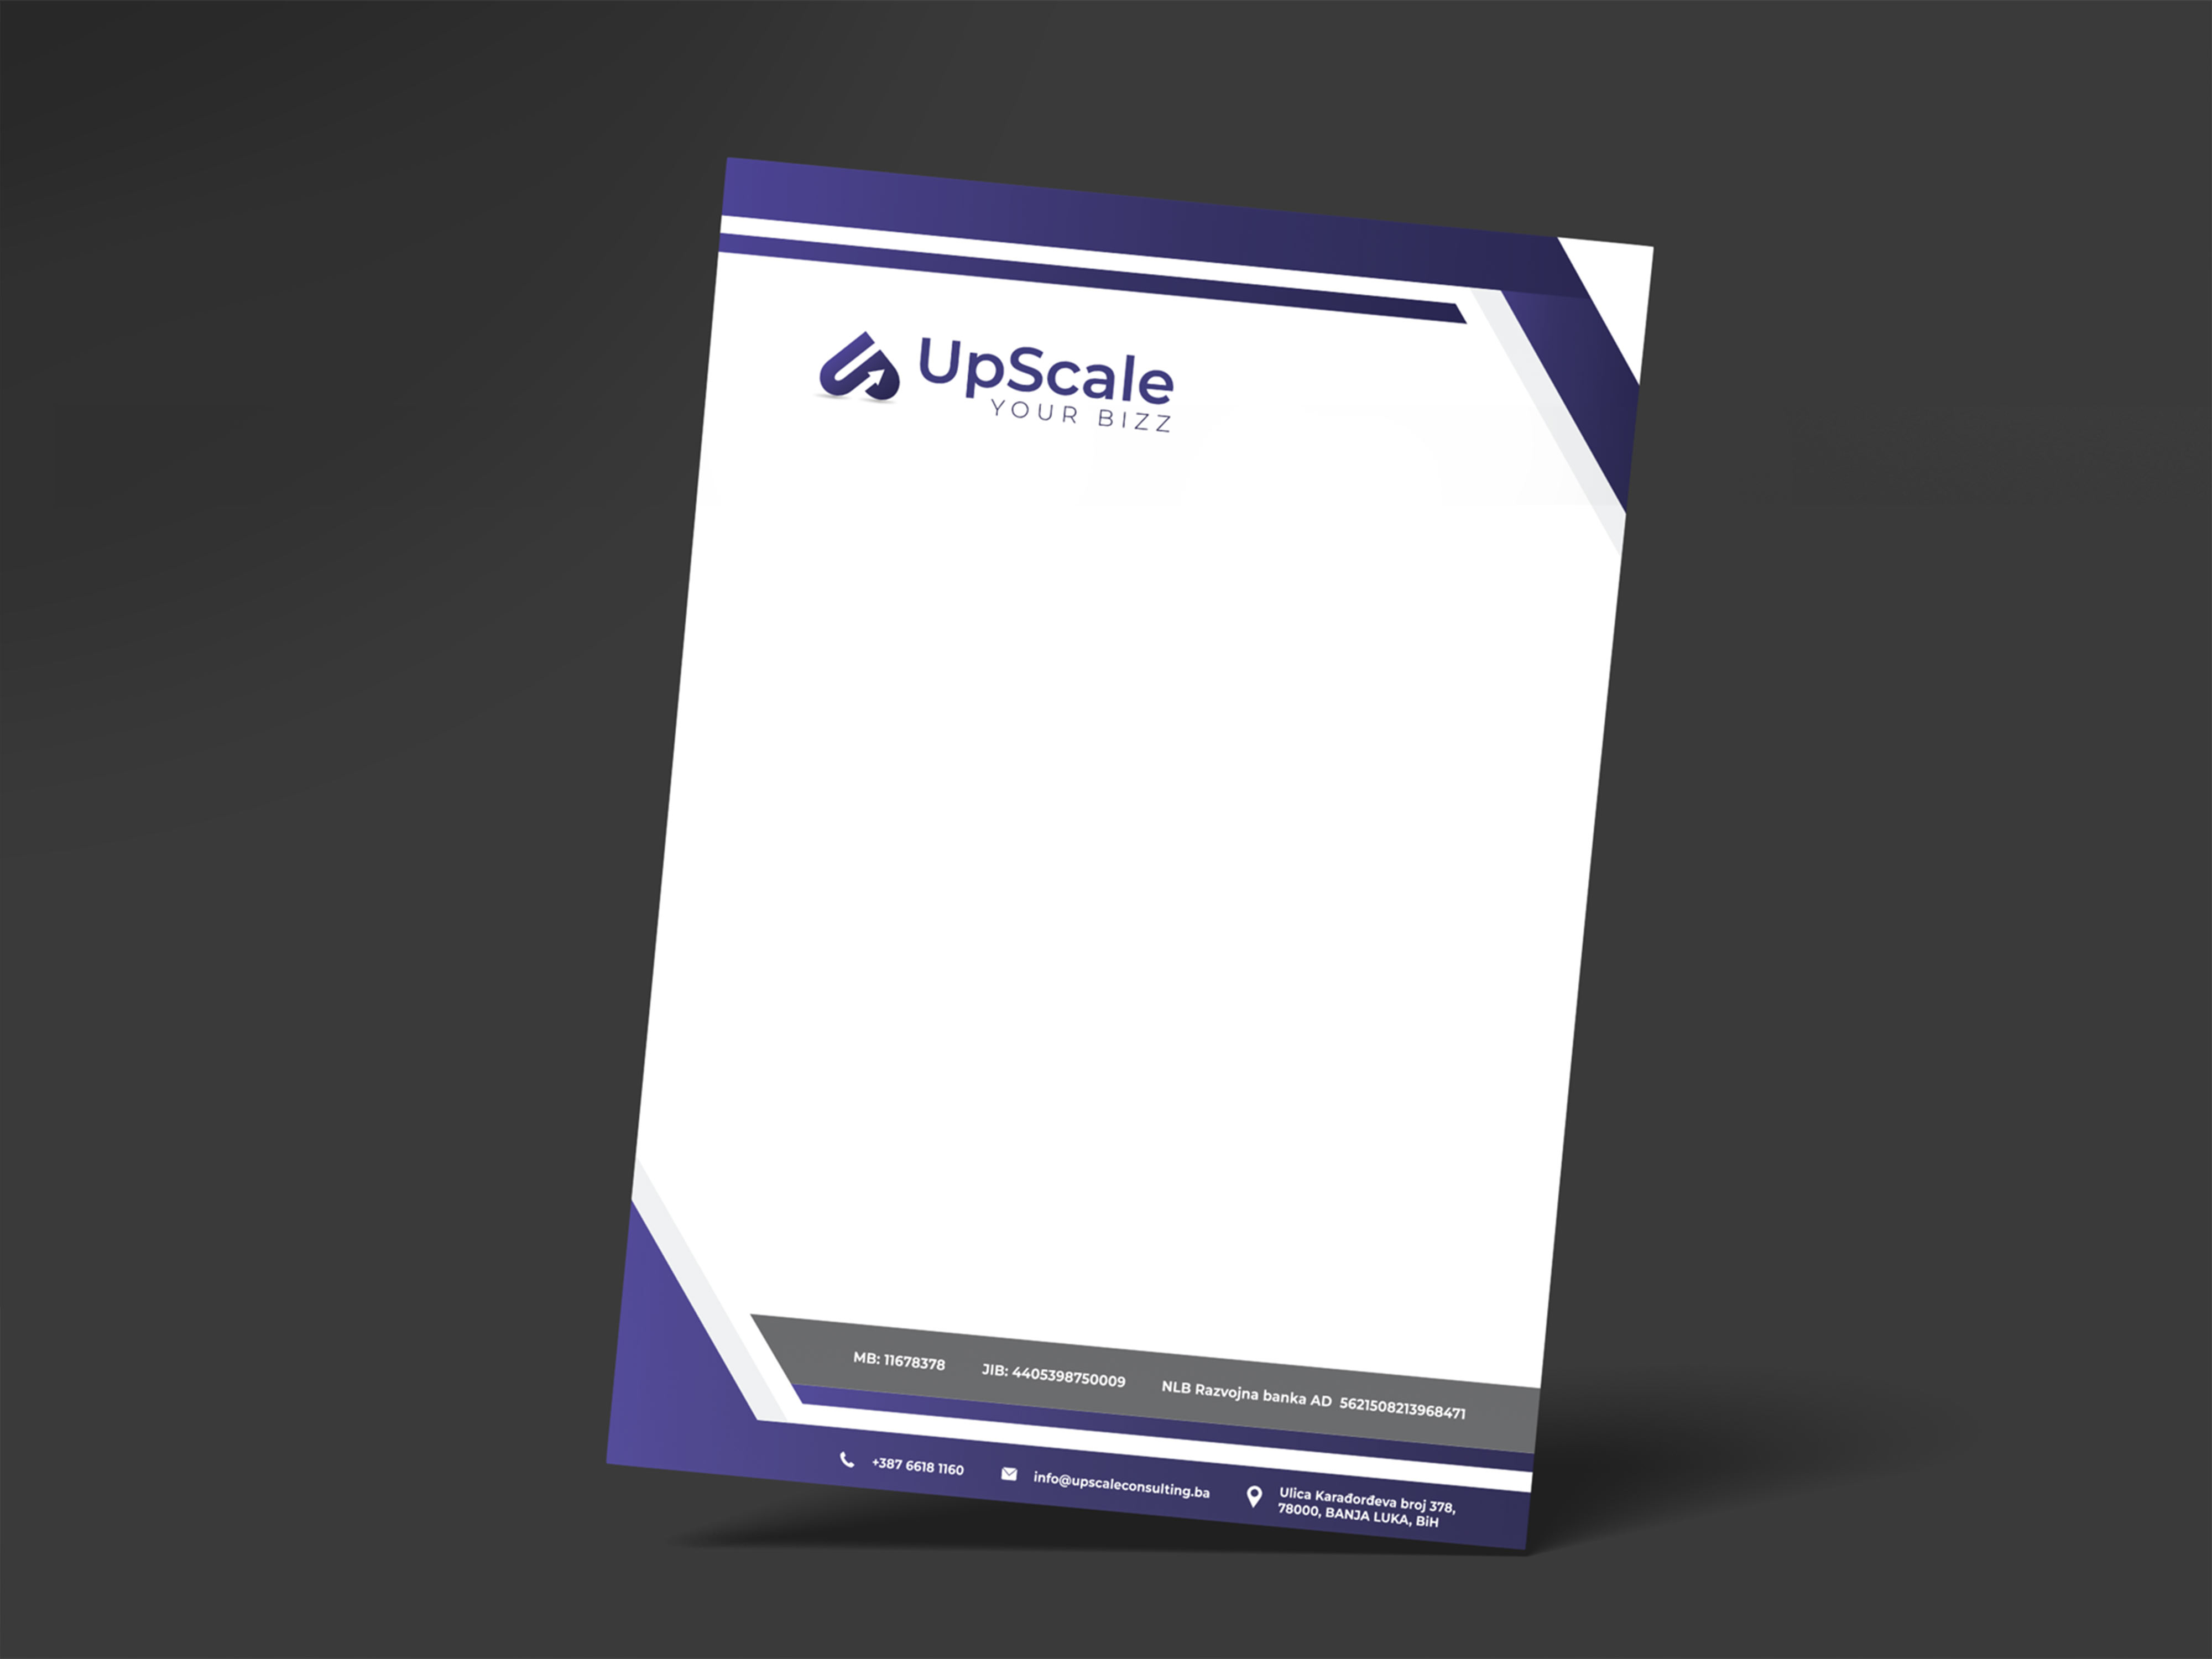 UpScale
YOUR BIZZ
MB: 11678378 JIB: 4405398750009 NLB Razvojna banka AD 5621508213968471
+387 6618 1160 info@upscaleconsulting.ba Ulica Karađorđeva broj 378,
78000, BANJA LUKA, BiH